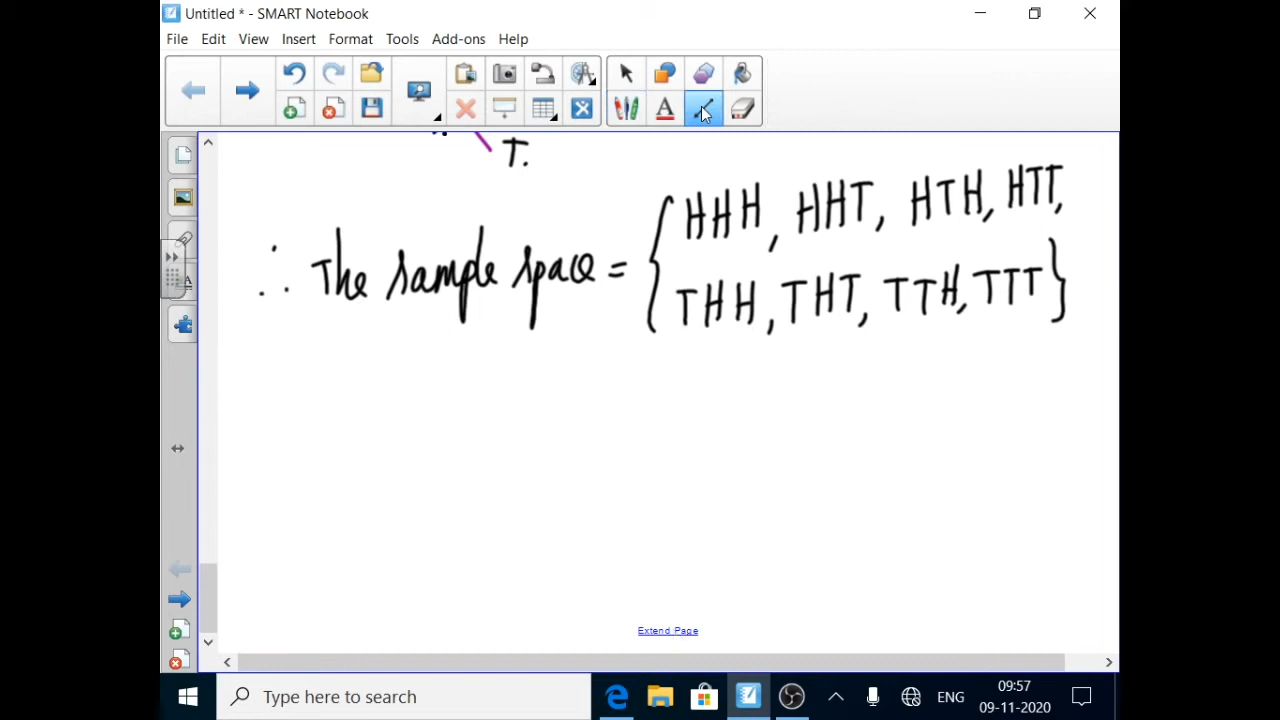 Untitled * - SMART Notebook
File Edit View Insert Format Tools Add-ons Help
T.
HHH, HHT, HTH, HTT,
∴ The sample space = {
THH, THT, TTH, TTT }
Extend Page
Type here to search
ENG
09:57
09-11-2020